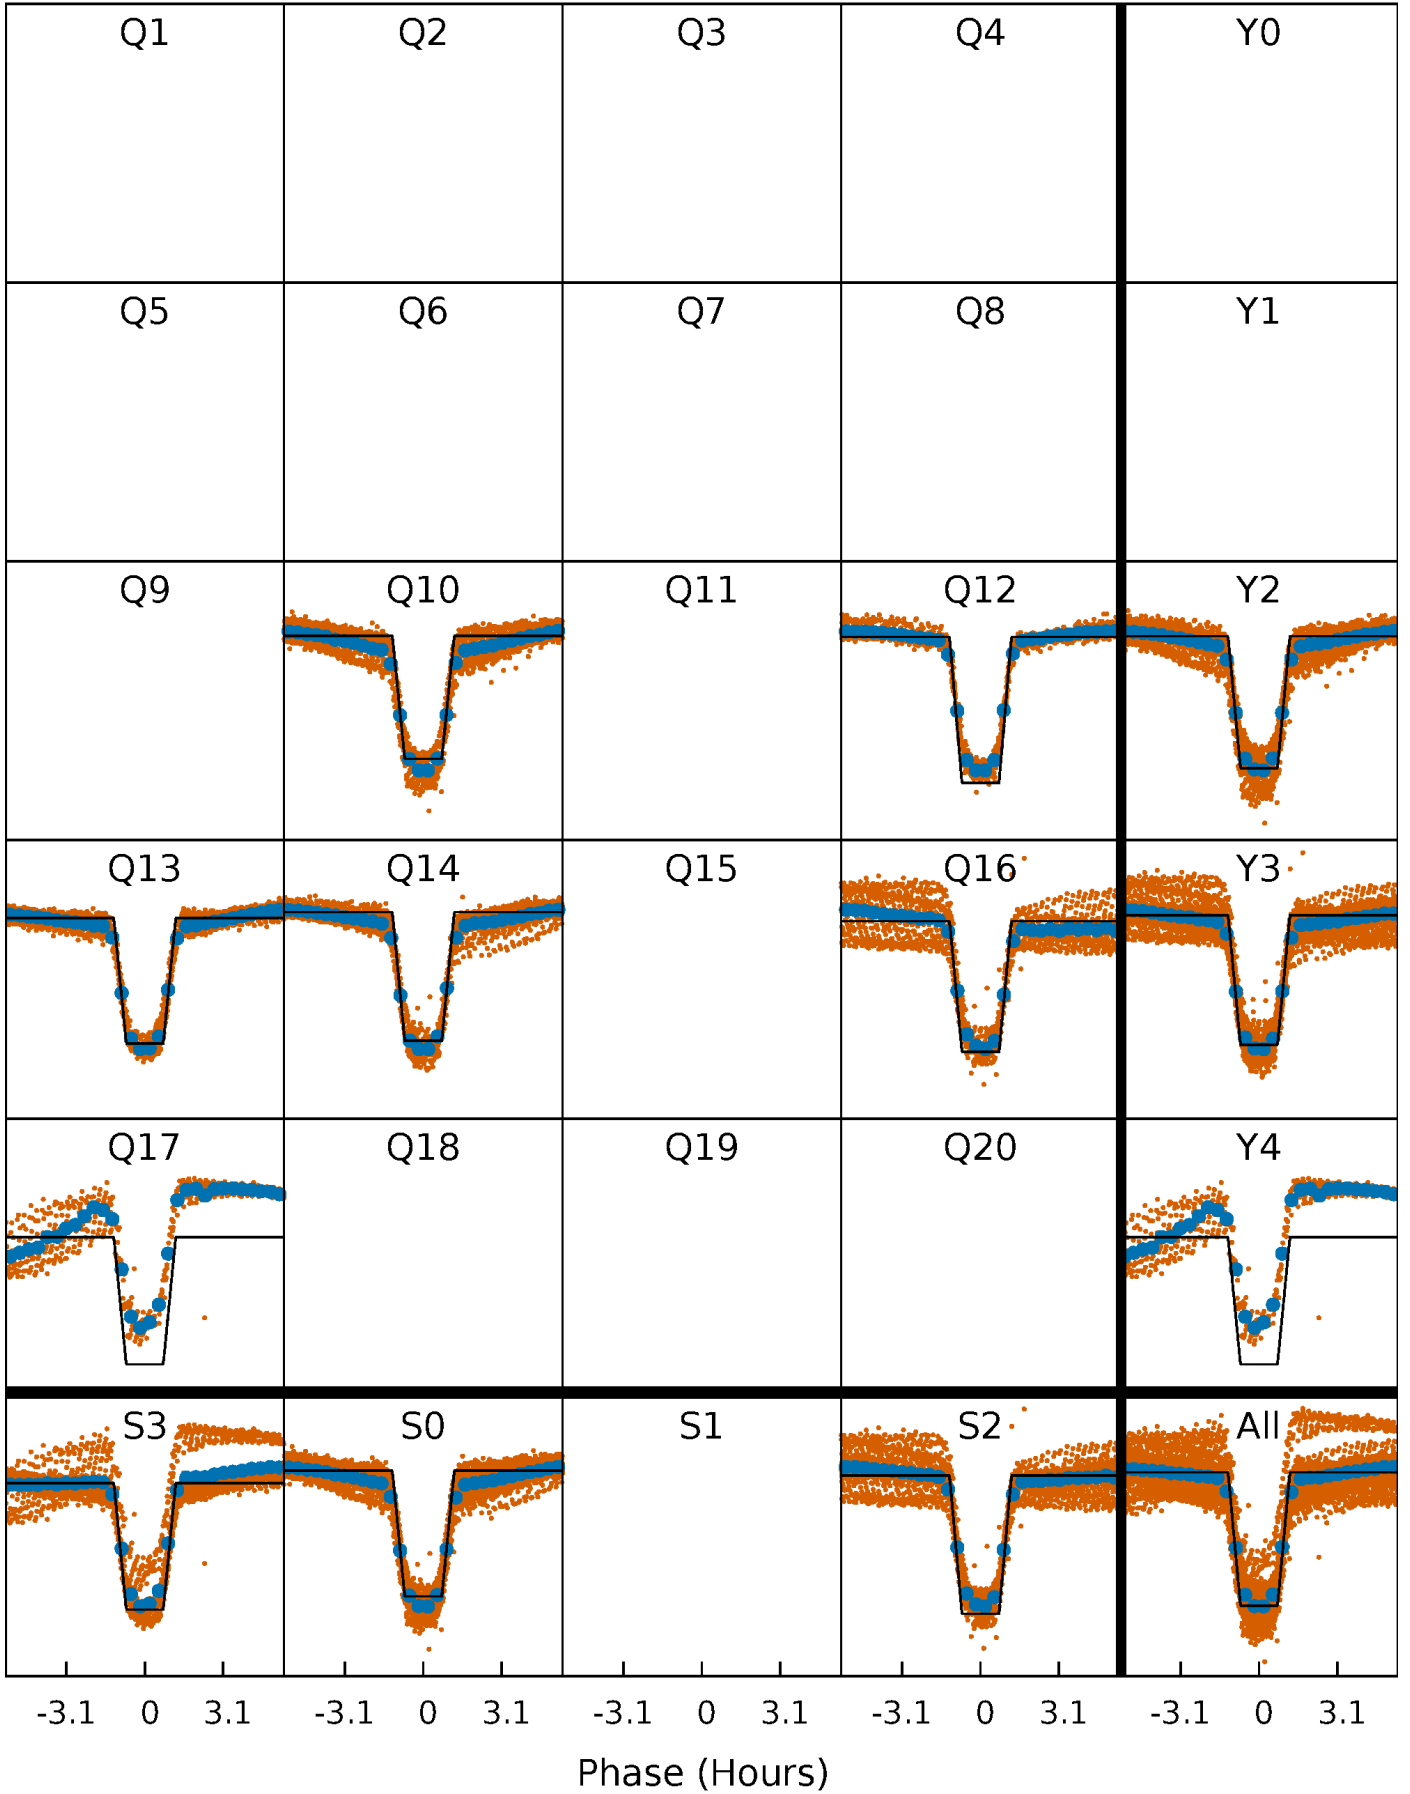 Q1 Q2 Q3 Q4 Y0
Q5 Q6 Q7 Q8 Y1
Q9 Q10 Q11 Q12 Y2
Q13 Q14 Q15 Q16 Y3
Q17 Q18 Q19 Q20 Y4
S3 S0 S1 S2 All
-3.1 0 3.1 -3.1 0 3.1 -3.1 0 3.1 -3.1 0 3.1 -3.1 0 3.1
Phase (Hours)